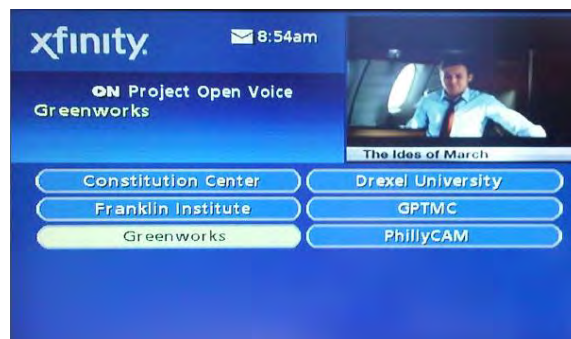 xfinity.
8:54am
ON Project Open Voice
Greenworks
The Ides of March
Constitution Center
Drexel University
Franklin Institute
GPTMC
Greenworks
PhillyCAM